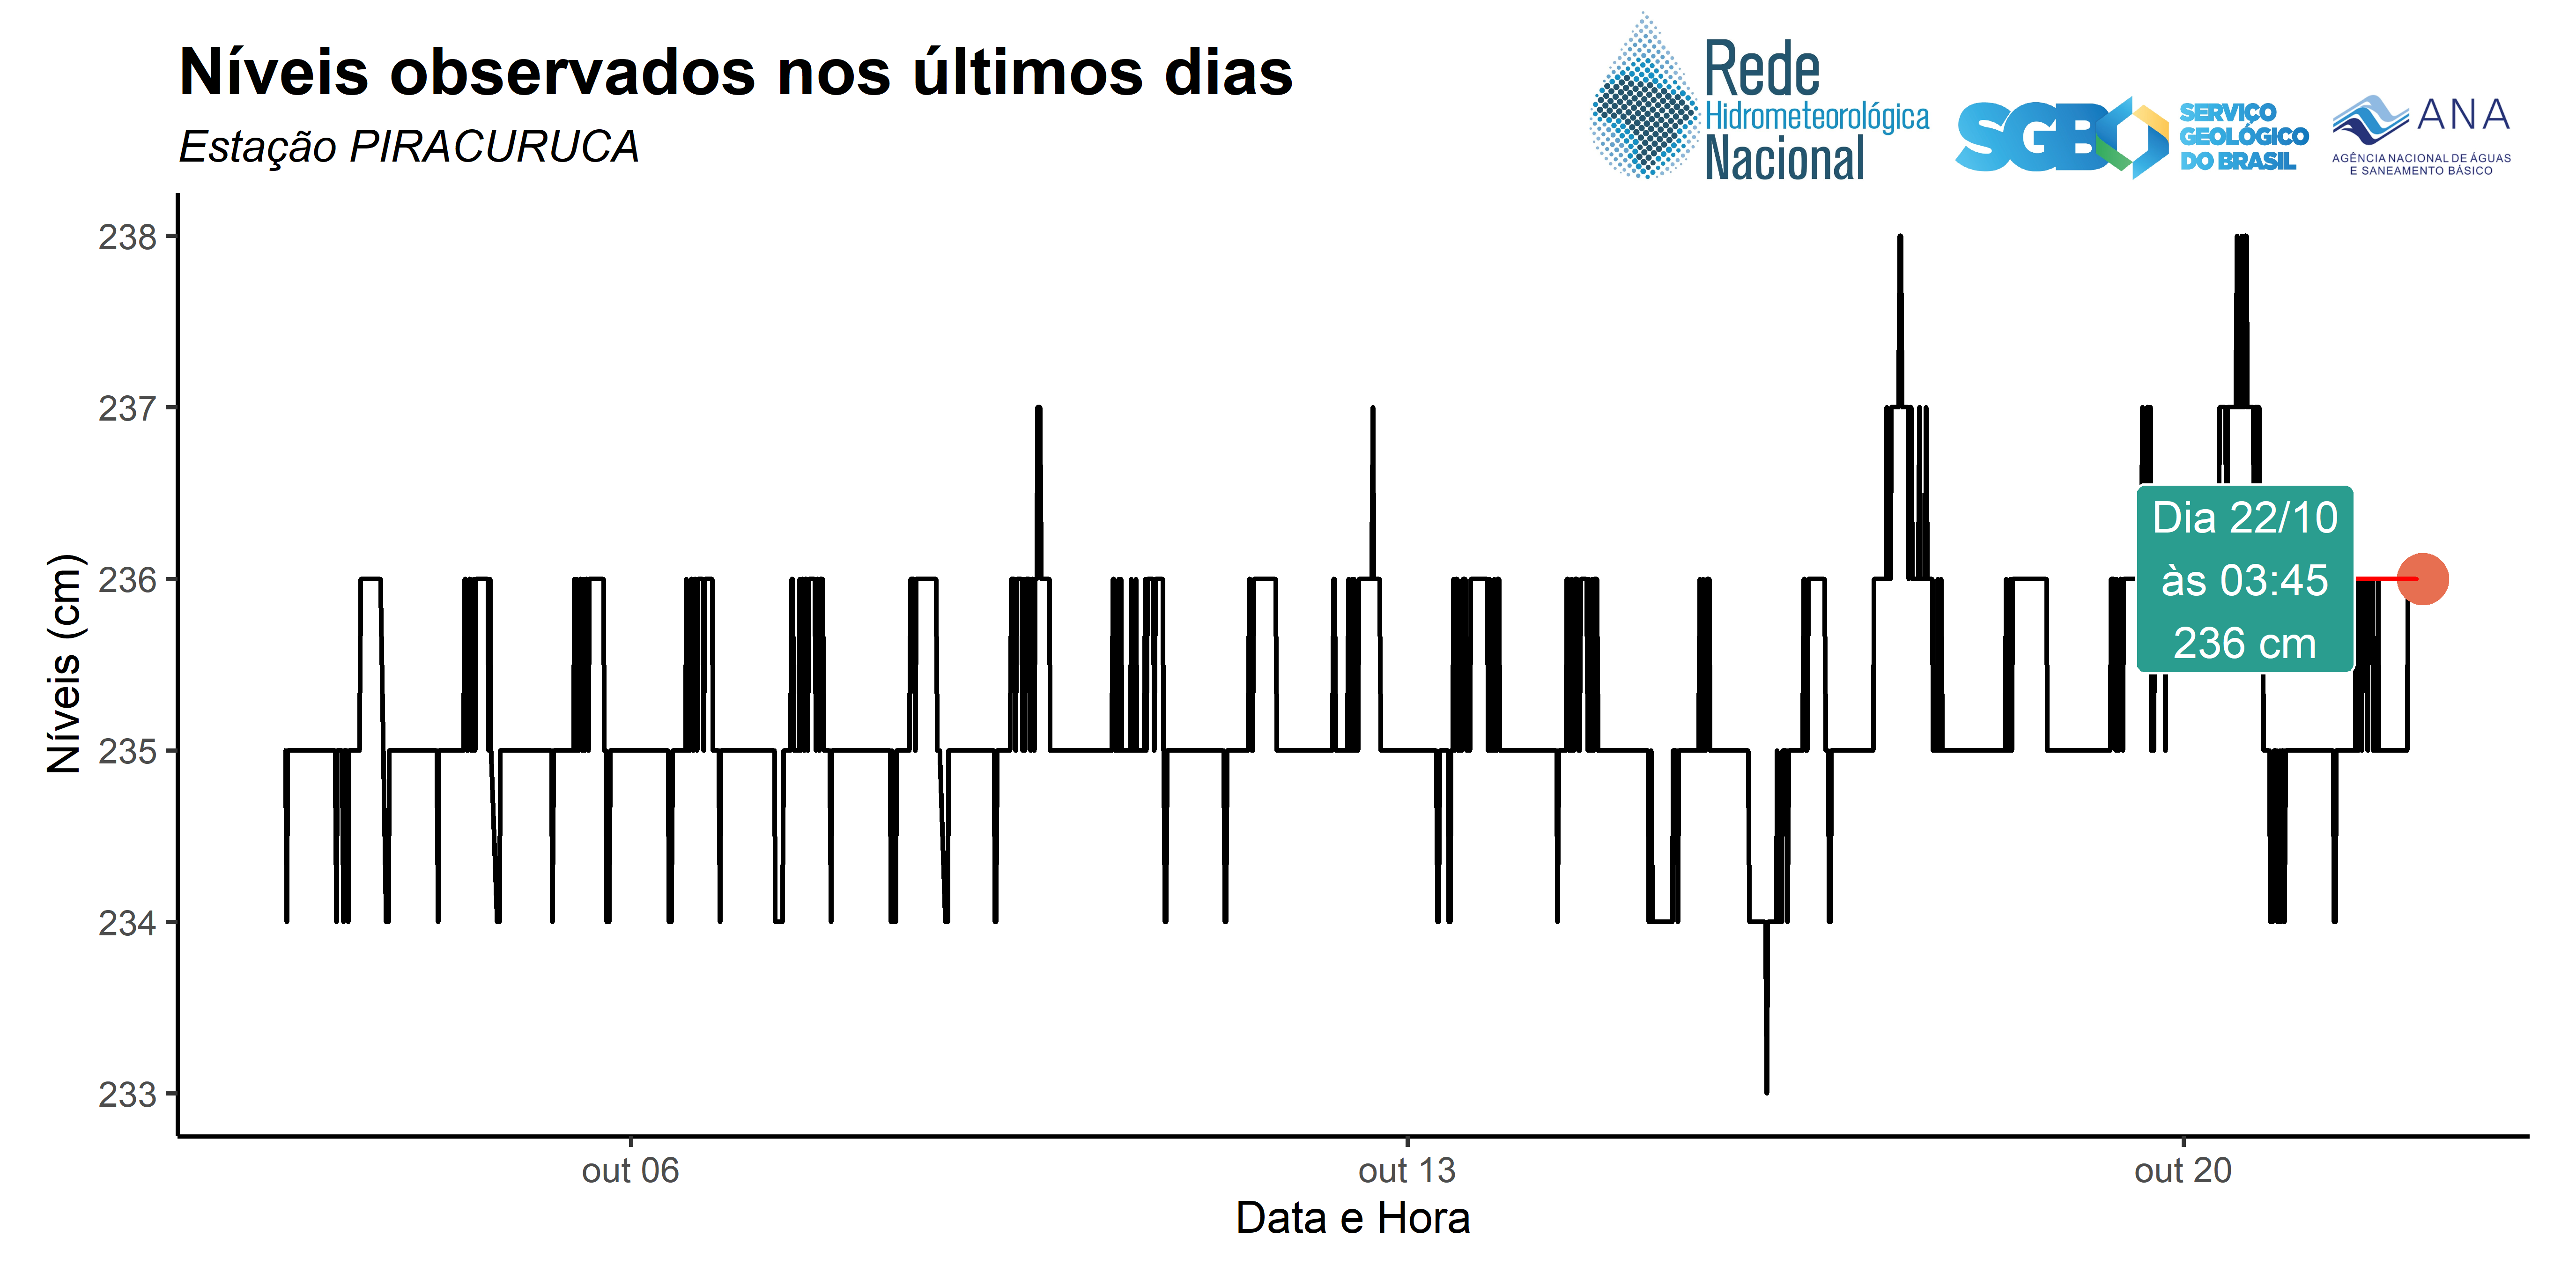 Níveis observados nos últimos dias
Estação PIRACURUCA
Rede
Hidrometeorológica
Nacional
SGB
SERVIÇO
GEOLÓGICO
DO BRASIL
ANA
AGÊNCIA NACIONAL DE ÁGUAS
E SANEAMENTO BÁSICO
Níveis (cm)
238
237
236
235
234
233
Dia 22/10
às 03:45
236 cm
out 06
out 13
out 20
Data e Hora